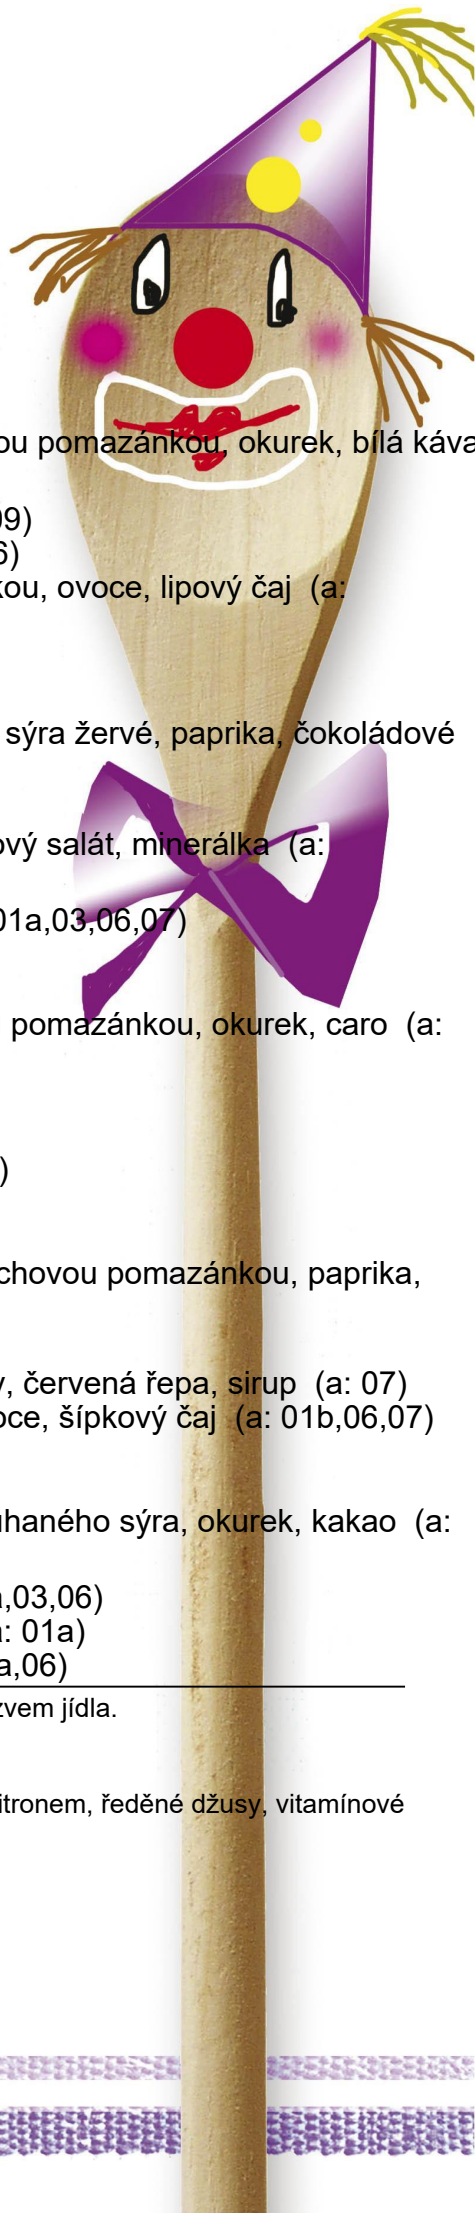 ou pomazánkou, okurek, bílá káva
09)
6)
kou, ovoce, lipový čaj (a:
sýra žervé, paprika, čokoládové
ový salát, minerálka (a:
01a,03,06,07)
pomazánkou, okurek, caro (a:
)
chovou pomazánkou, paprika,
, červená řepa, sirup (a: 07)
oce, šípkový čaj (a: 01b,06,07)
uhaného sýra, okurek, kakao (a:
a,03,06)
a: 01a)
a,06)
zvem jídla.
itronem, ředěné džusy, vitamínové